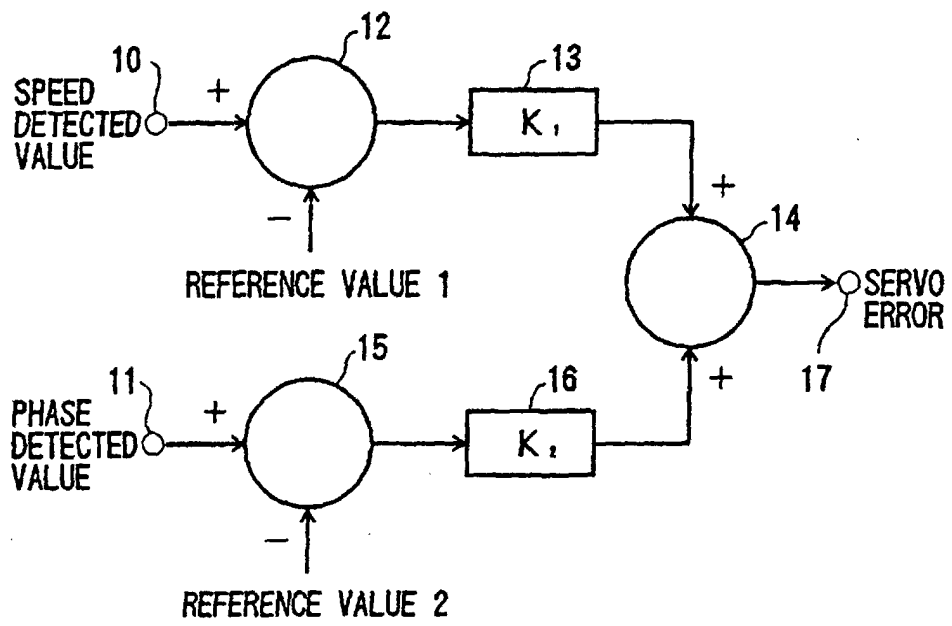 12
10
13
SPEED
DETECTED
VALUE
+
K₁
−
+
14
REFERENCE VALUE 1
SERVO
ERROR
15
17
11
16
+
PHASE
DETECTED
VALUE
+
K₂
−
REFERENCE VALUE 2